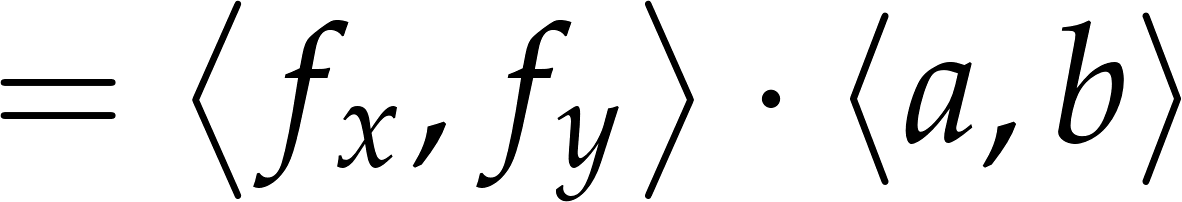 = ⟨f_x, f_y⟩ · ⟨a, b⟩